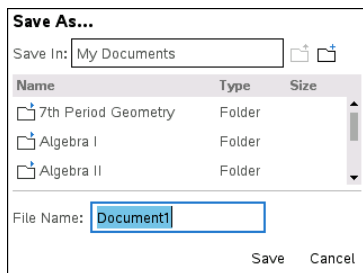 Save As...
Save In: My Documents
Name Type Size
7th Period Geometry Folder
Algebra I Folder
Algebra II Folder
File Name: Document1
Save Cancel